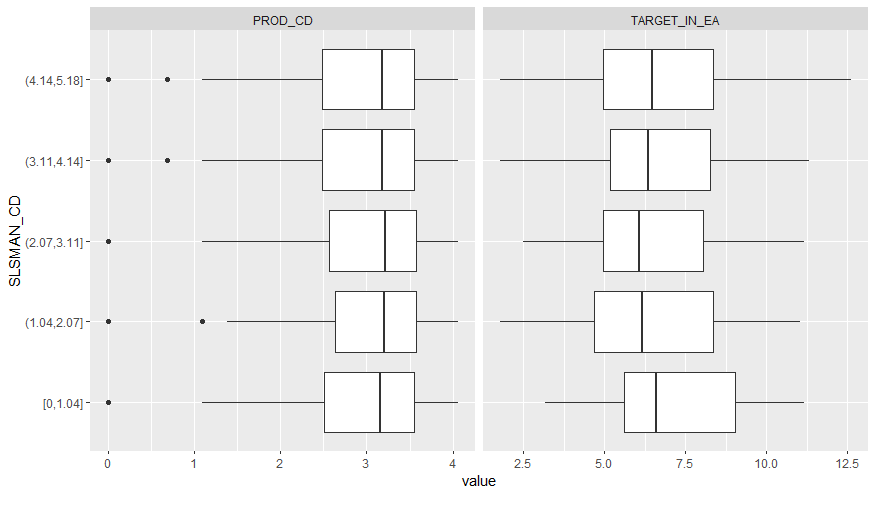 PROD_CD
TARGET_IN_EA
SLSMAN_CD
(4.14,5.18]
(3.11,4.14]
(2.07,3.11]
(1.04,2.07]
[0,1.04]
0 1 2 3 4
2.5 5.0 7.5 10.0 12.5
value